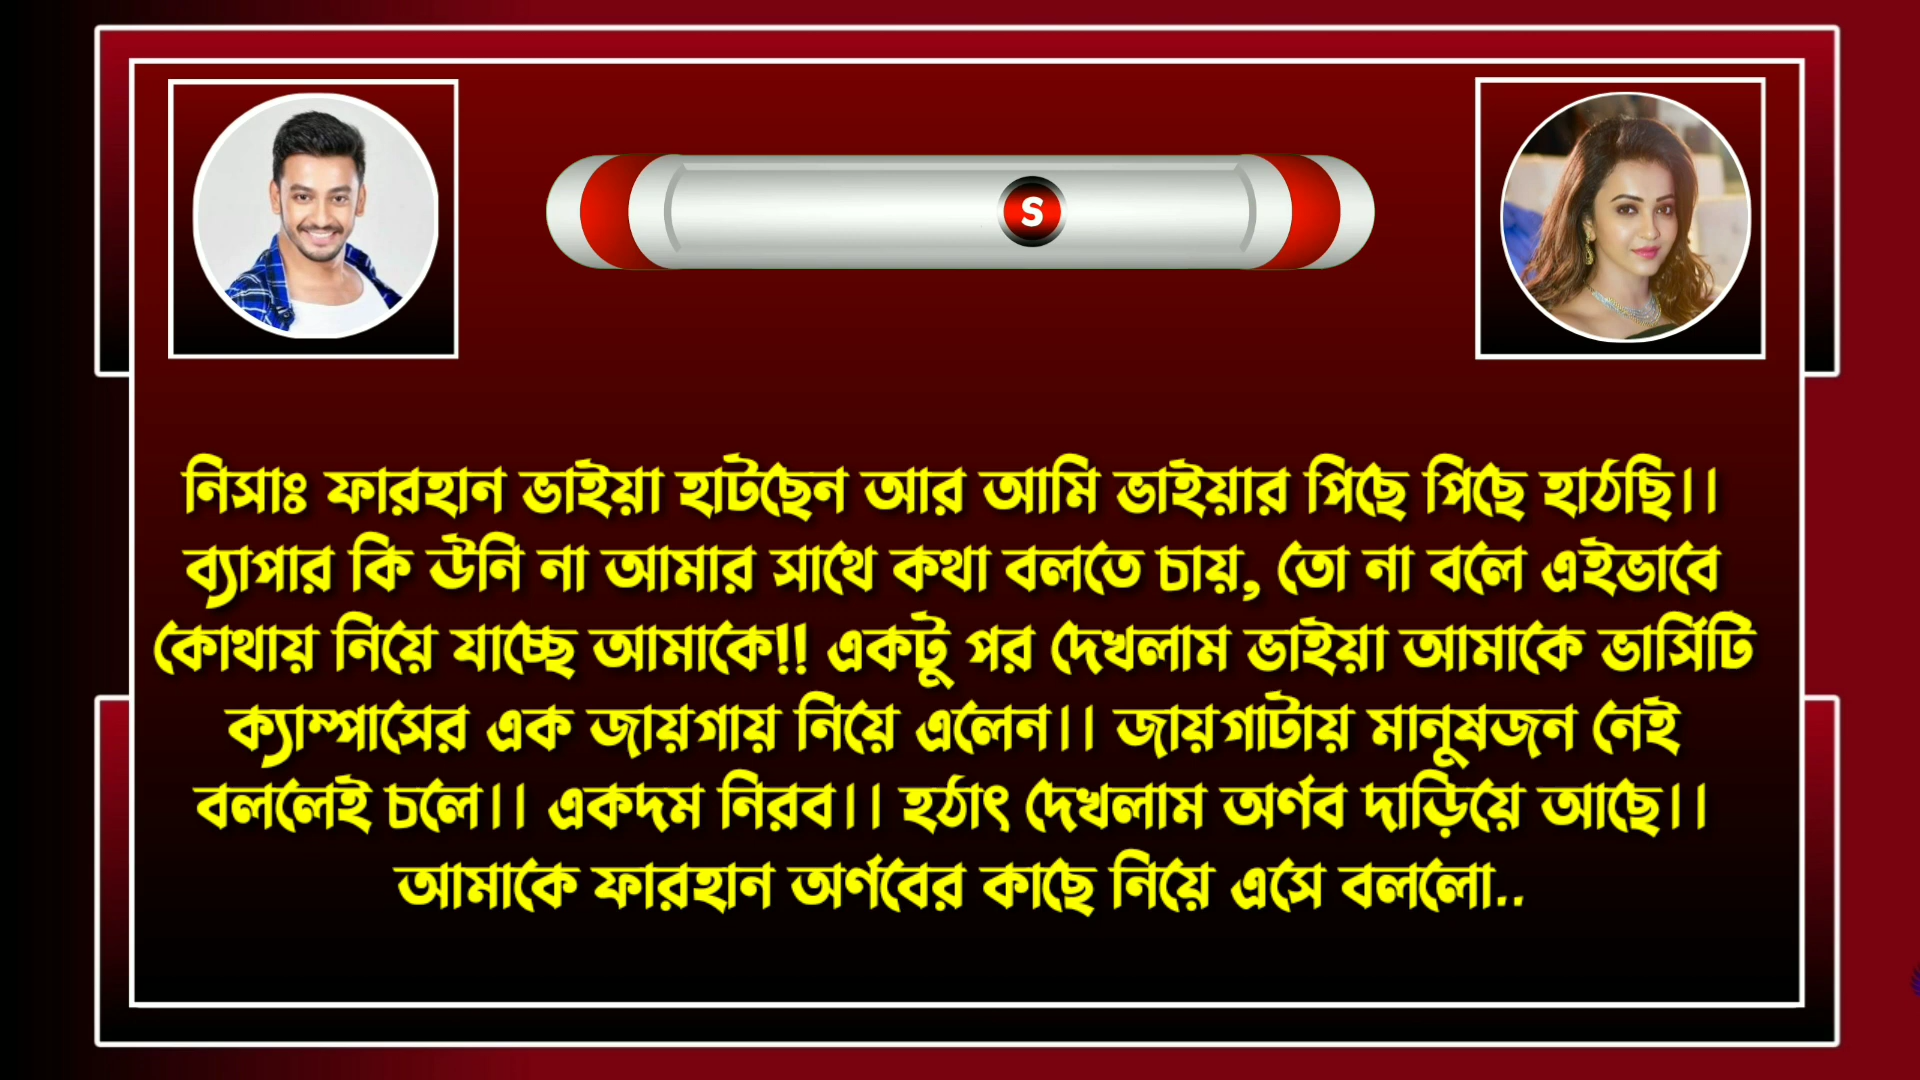 S
নিসাঃ ফারহান ভাইয়া হাটছেন আর আমি ভাইয়ার পিছে পিছে হাঠছি।।
ব্যাপার কি উনি না আমার সাথে কথা বলতে চায়, তো না বলে এইভাবে
কোথায় নিয়ে যাচ্ছে আমাকে!! একটু পর দেখলাম ভাইয়া আমাকে ভার্সিটি
ক্যাম্পাসের এক জায়গায় নিয়ে এলেন।। জায়গাটায় মানুষজন নেই
বললেই চলে।। একদম নিরব।। হঠাৎ দেখলাম অর্ণব দাড়িয়ে আছে।।
আমাকে ফারহান অর্ণবের কাছে নিয়ে এসে বললো..